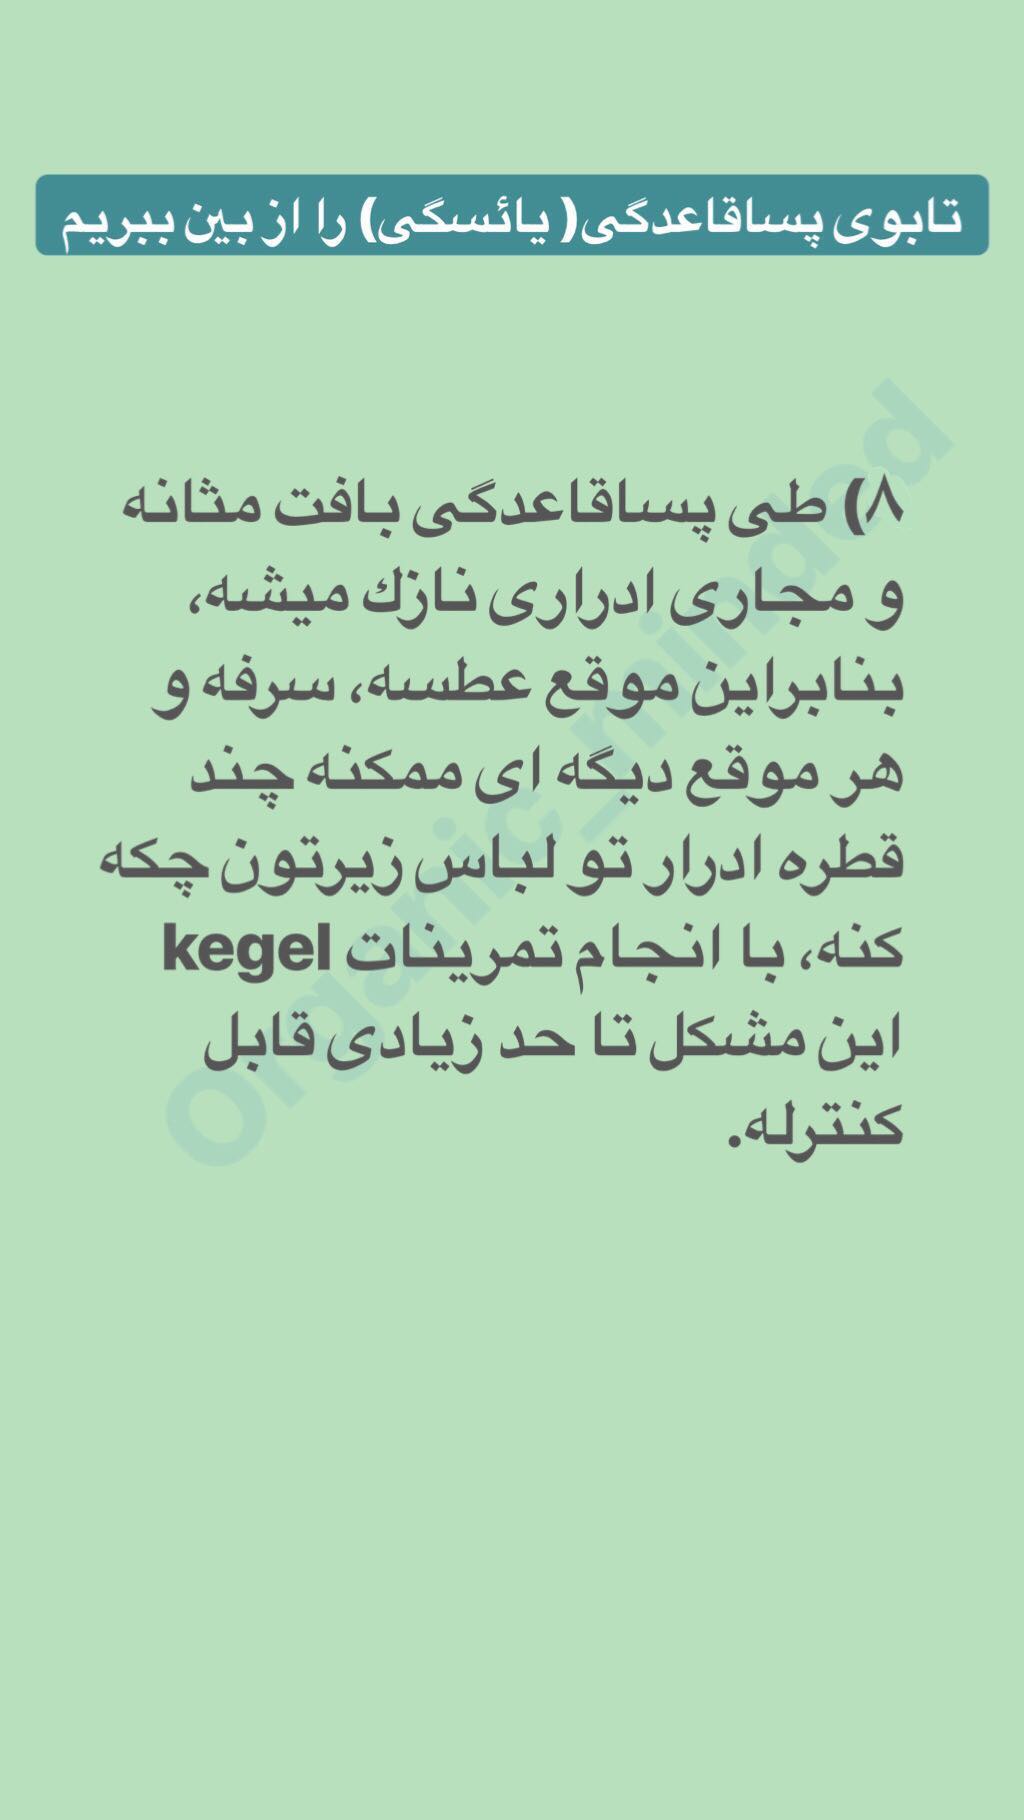 تابوی پساقاعدگی( یائسگی) را از بین ببریم
۸) طی پساقاعدگی بافت مثانه
و مجاری ادراری نازك میشه،
بنابراین موقع عطسه، سرفه و
هر موقع دیگه ای ممکنه چند
قطره ادرار تو لباس زیرتون چکه
کنه، با انجام تمرینات kegel
این مشکل تا حد زیادی قابل
کنترله.
Organic_minded